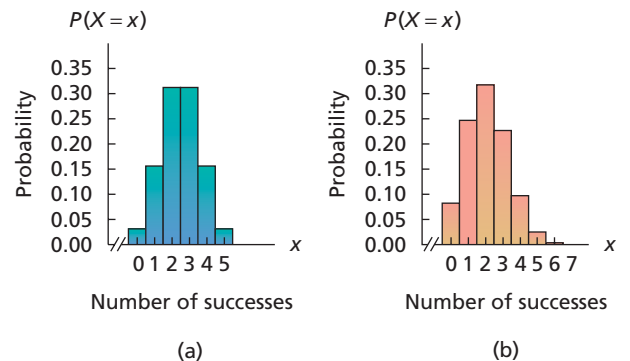 P(X = x)
Probability
0.35
0.30
0.25
0.20
0.15
0.10
0.05
0.00
0 1 2 3 4 5
x
Number of successes
(a)
P(X = x)
Probability
0.35
0.30
0.25
0.20
0.15
0.10
0.05
0.00
0 1 2 3 4 5 6 7
x
Number of successes
(b)